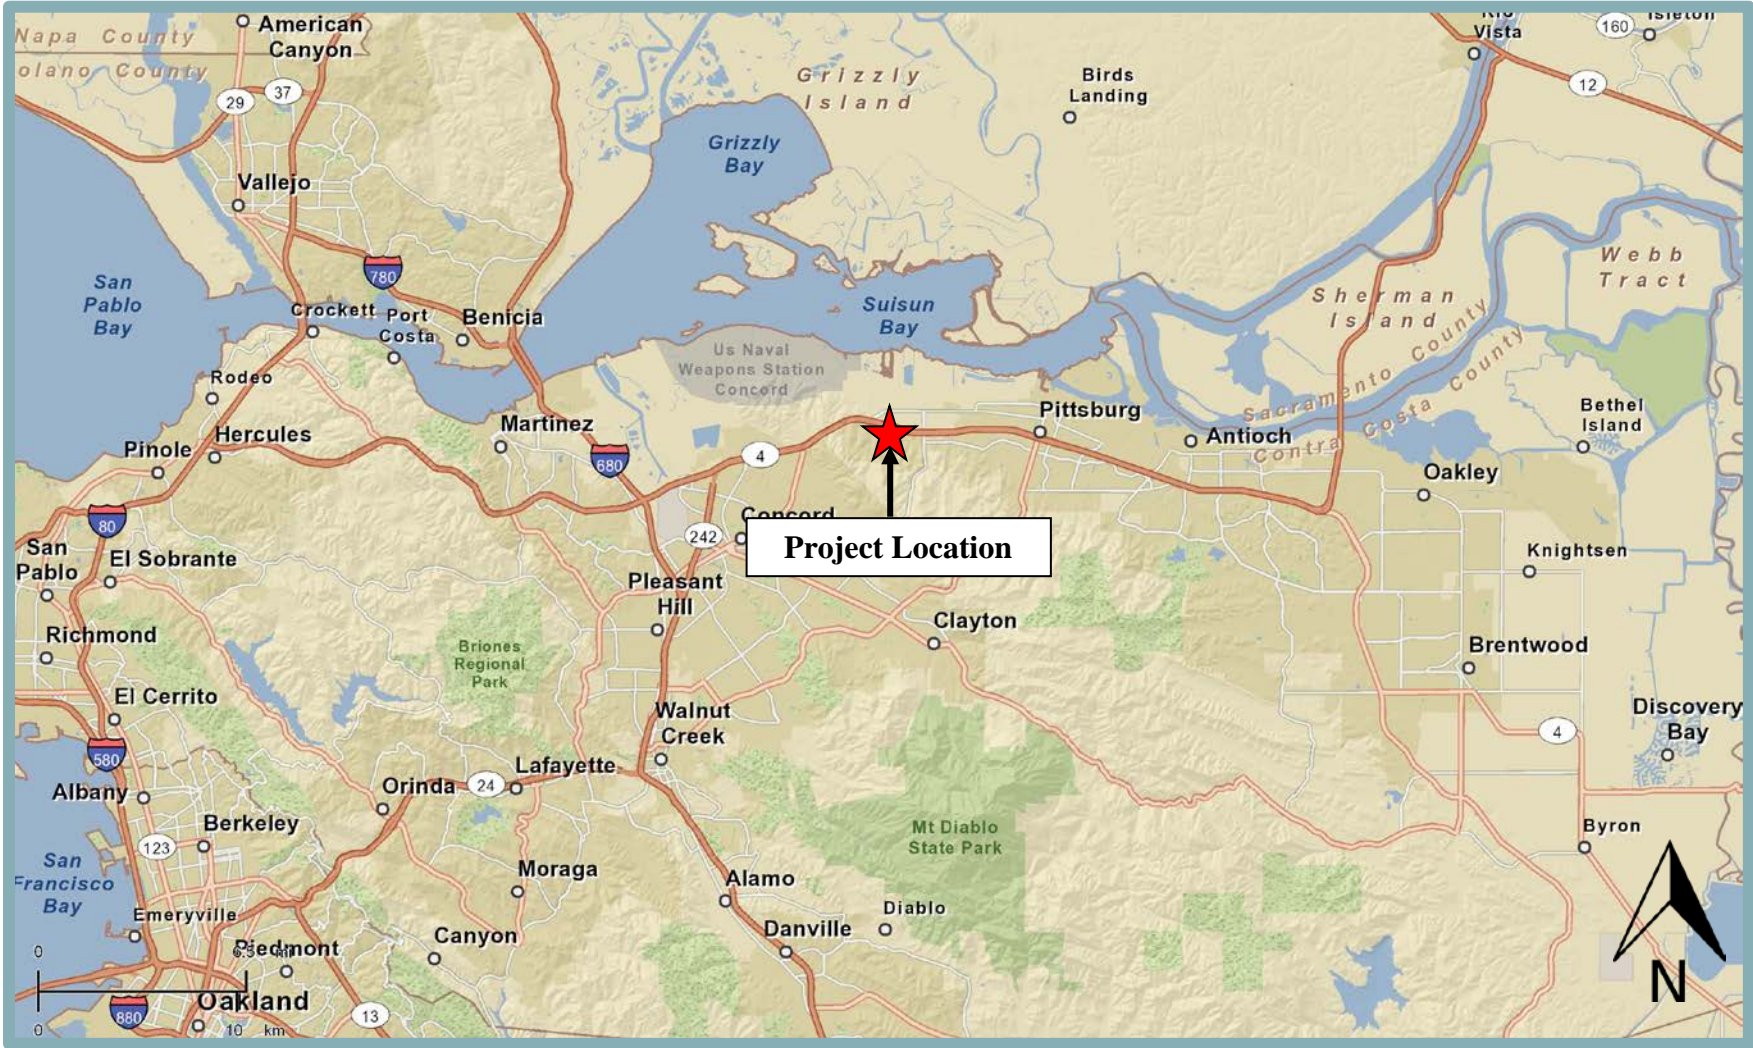 American
Canyon
Napa County
olano County
Grizzly
Island
Birds
Landing
Rio
Vista
160
Isleton
12
29
37
Grizzly
Bay
Vallejo
780
San
Pablo
Bay
Crockett
Port
Costa
Benicia
Suisun
Bay
Sherman
Island
Webb
Tract
Sacramento County
Contra Costa County
Us Naval
Weapons Station
Concord
Rodeo
Martinez
Pittsburg
Antioch
Bethel
Island
Pinole
Hercules
680
4
Oakley
80
242
Concord
Project Location
San
Pablo
El Sobrante
Knightsen
Pleasant
Hill
Clayton
Richmond
Briones
Regional
Park
Brentwood
El Cerrito
Walnut
Creek
Discovery
Bay
4
580
Lafayette
Orinda
24
Albany
Berkeley
123
Mt Diablo
State Park
Byron
San
Francisco
Bay
Moraga
Alamo
Emeryville
Diablo
Canyon
Danville
0
6.5 mi
Piedmont
Oakland
880
13
0
10 km
N